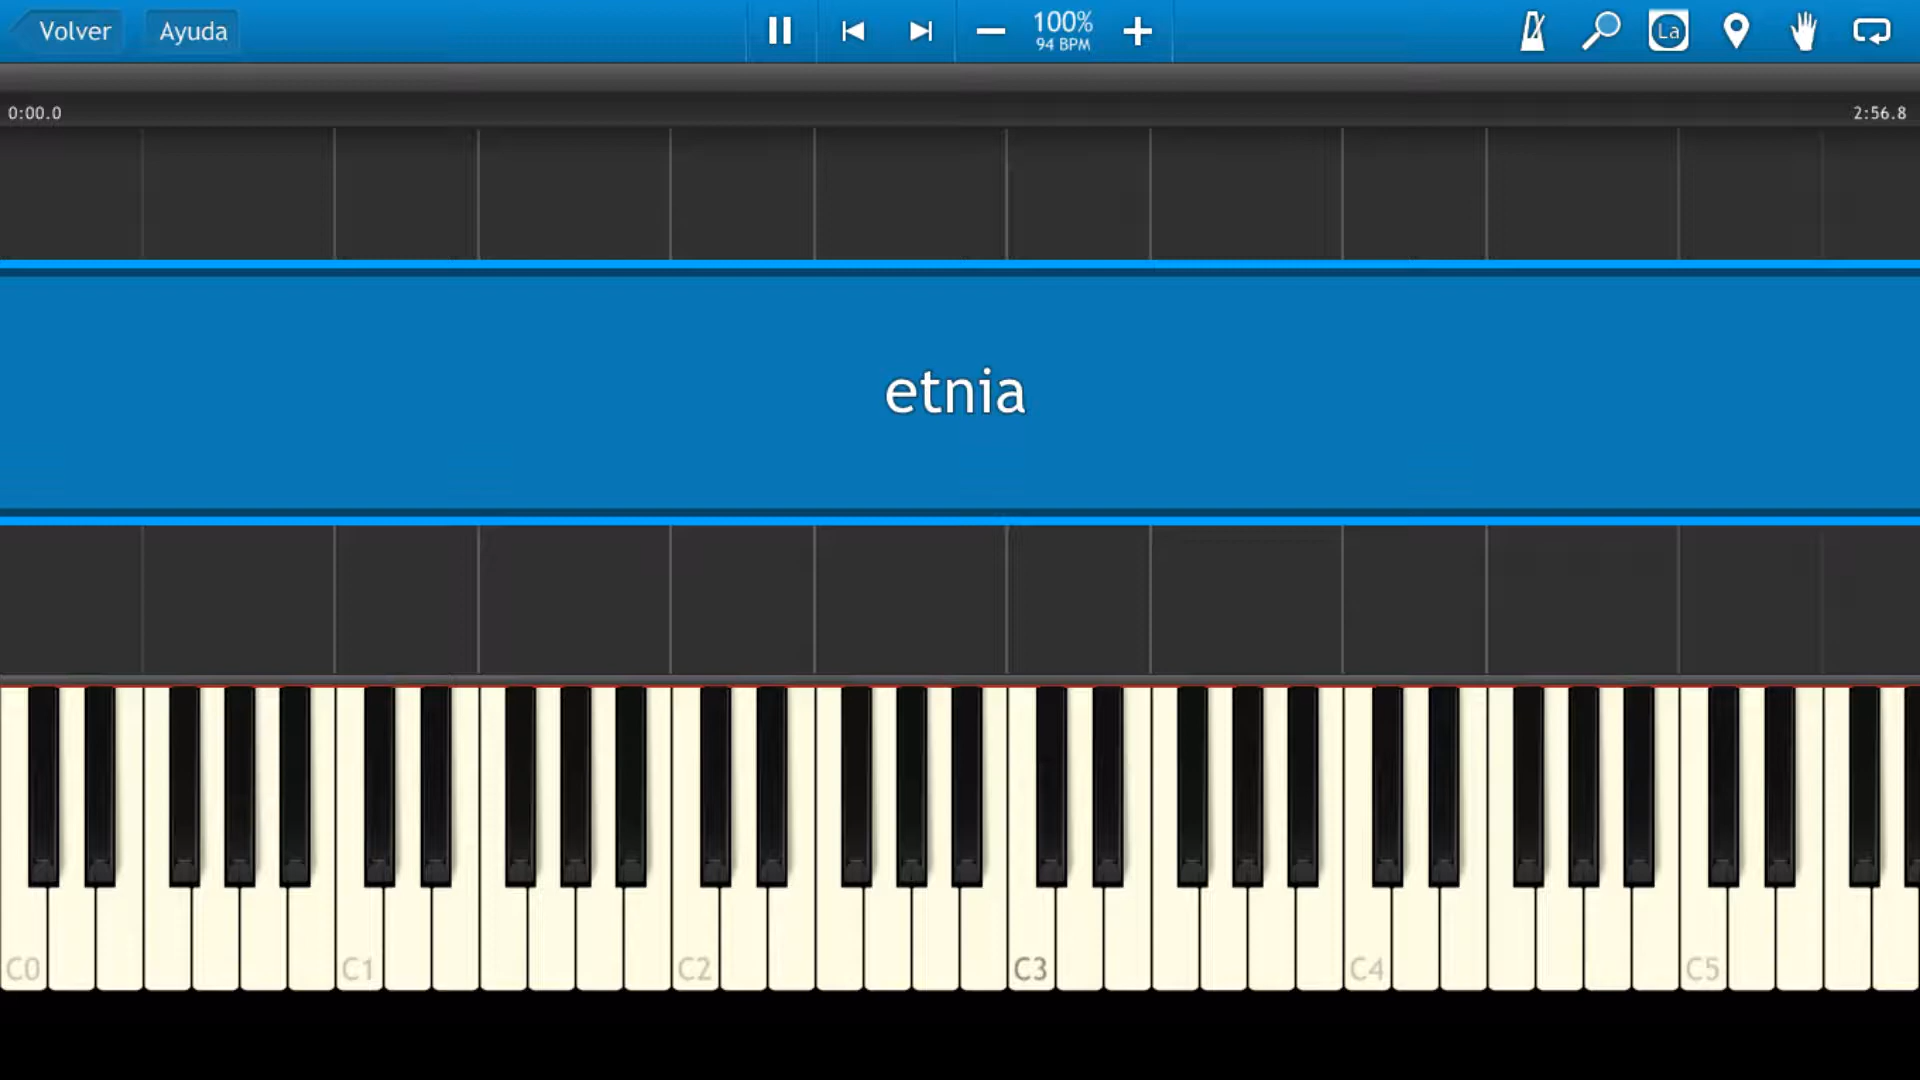 Volver
Ayuda
100%
94 BPM
La
0:00.0
2:56.8
etnia
C0
C1
C2
C3
C4
C5